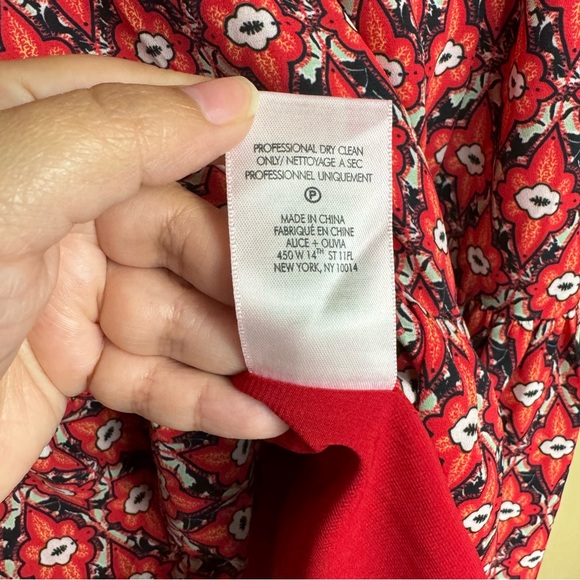 PROFESSIONAL DRY CLEAN
ONLY/ NETTOYAGE A SEC
PROFESSIONNEL UNIQUEMENT
P
MADE IN CHINA
FABRIQUÉ EN CHINE
ALICE + OLIVIA
450 W 14TH ST 11FL
NEW YORK, NY 10014